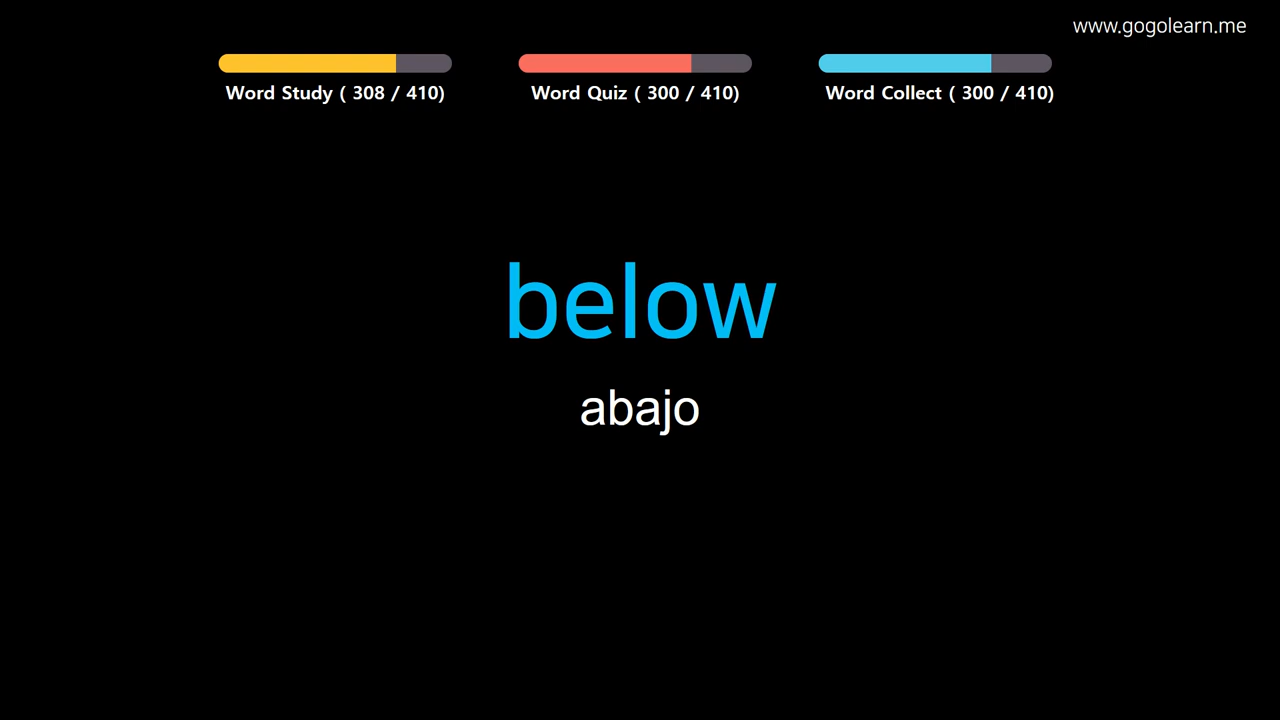 www.gogolearn.me
Word Study ( 308 / 410)
Word Quiz ( 300 / 410)
Word Collect ( 300 / 410)
below
abajo